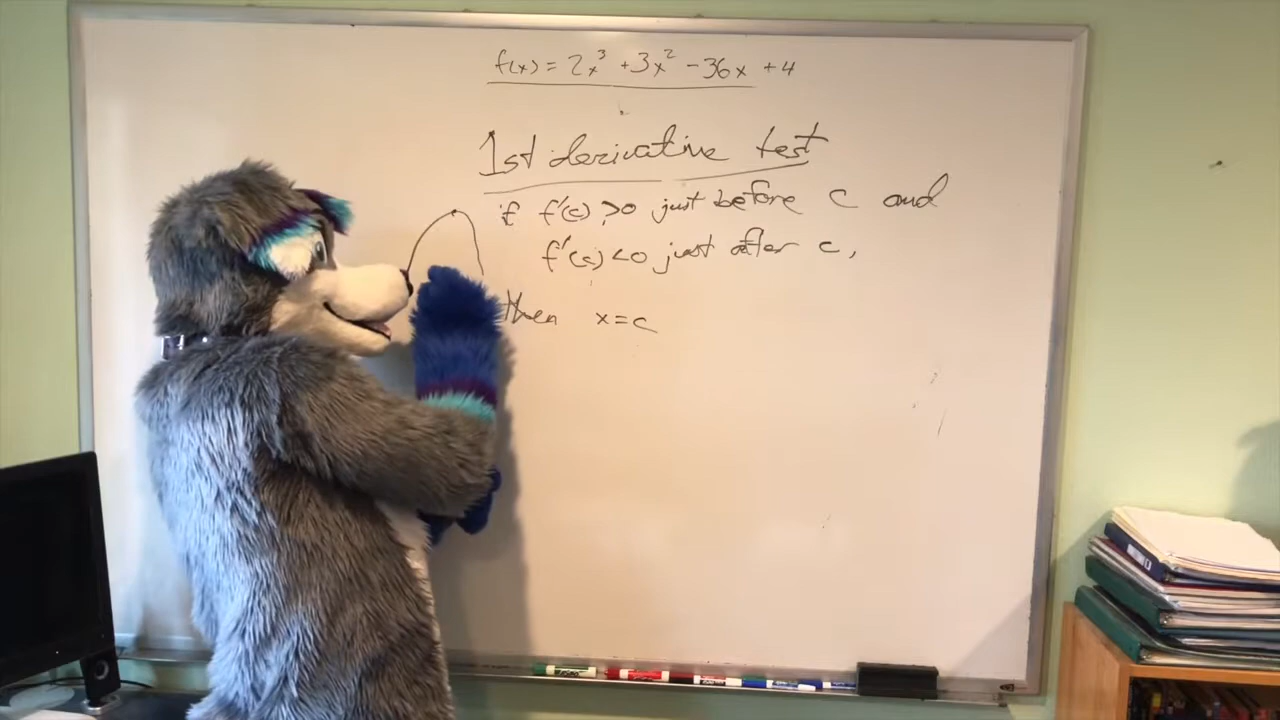 f(x) = 2x³ + 3x² - 36x + 4
1st derivative test
if f'(c) > 0 just before c and
f'(c) < 0 just after c,
then x = c